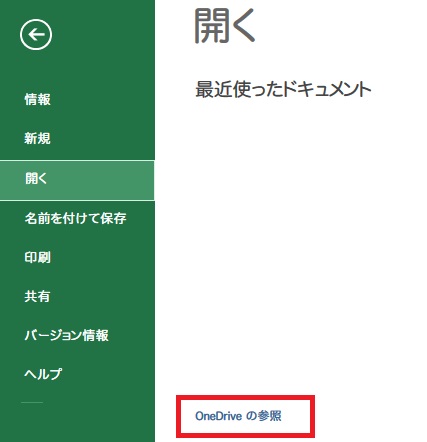 開く
最近使ったドキュメント
情報
新規
開く
名前を付けて保存
印刷
共有
バージョン情報
ヘルプ
OneDrive の参照